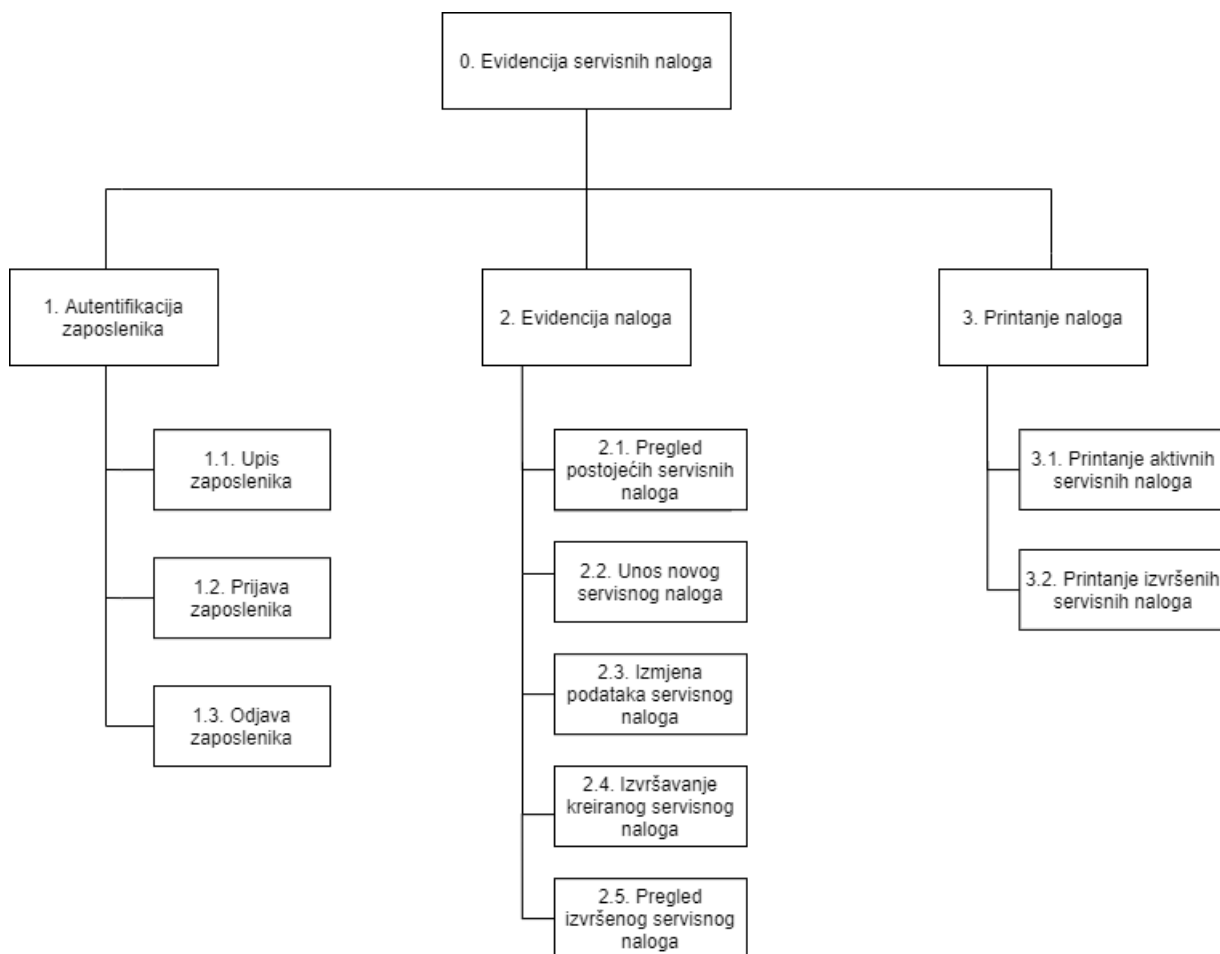 0. Evidencija servisnih naloga
1. Autentifikacija
zaposlenika
2. Evidencija naloga
3. Printanje naloga
1.1. Upis
zaposlenika
1.2. Prijava
zaposlenika
1.3. Odjava
zaposlenika
2.1. Pregled
postojećih servisnih
naloga
2.2. Unos novog
servisnog naloga
2.3. Izmjena
podataka servisnog
naloga
2.4. Izvršavanje
kreiranog servisnog
naloga
2.5. Pregled
izvršenog servisnog
naloga
3.1. Printanje aktivnih
servisnih naloga
3.2. Printanje izvršenih
servisnih naloga